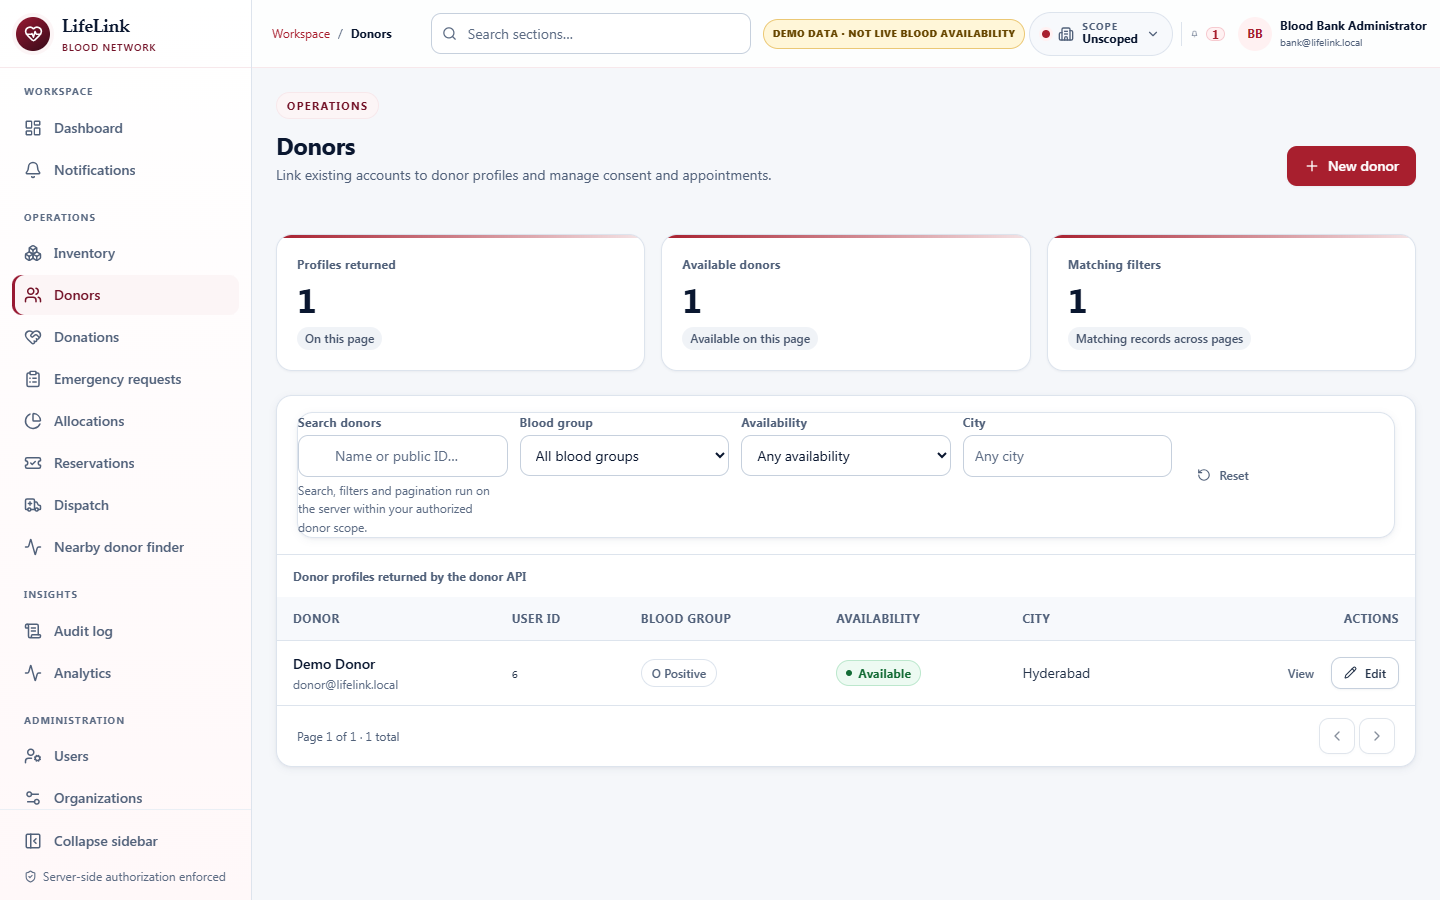 LifeLink
BLOOD NETWORK
WORKSPACE
Dashboard
Notifications
OPERATIONS
Inventory
Donors
Donations
Emergency requests
Allocations
Reservations
Dispatch
Nearby donor finder
INSIGHTS
Audit log
Analytics
ADMINISTRATION
Users
Organizations
Collapse sidebar
Server-side authorization enforced
Workspace / Donors
Search sections...
DEMO DATA · NOT LIVE BLOOD AVAILABILITY
SCOPE
Unscoped
1
BB
Blood Bank Administrator
bank@lifelink.local
OPERATIONS
Donors
Link existing accounts to donor profiles and manage consent and appointments.
New donor
Profiles returned
1
On this page
Available donors
1
Available on this page
Matching filters
1
Matching records across pages
Search donors
Name or public ID...
Search, filters and pagination run on
the server within your authorized
donor scope.
Blood group
All blood groups
Availability
Any availability
City
Any city
Reset
Donor profiles returned by the donor API
DONOR USER ID BLOOD GROUP AVAILABILITY CITY ACTIONS
Demo Donor
donor@lifelink.local
6
O Positive
Available
Hyderabad
View
Edit
Page 1 of 1 · 1 total